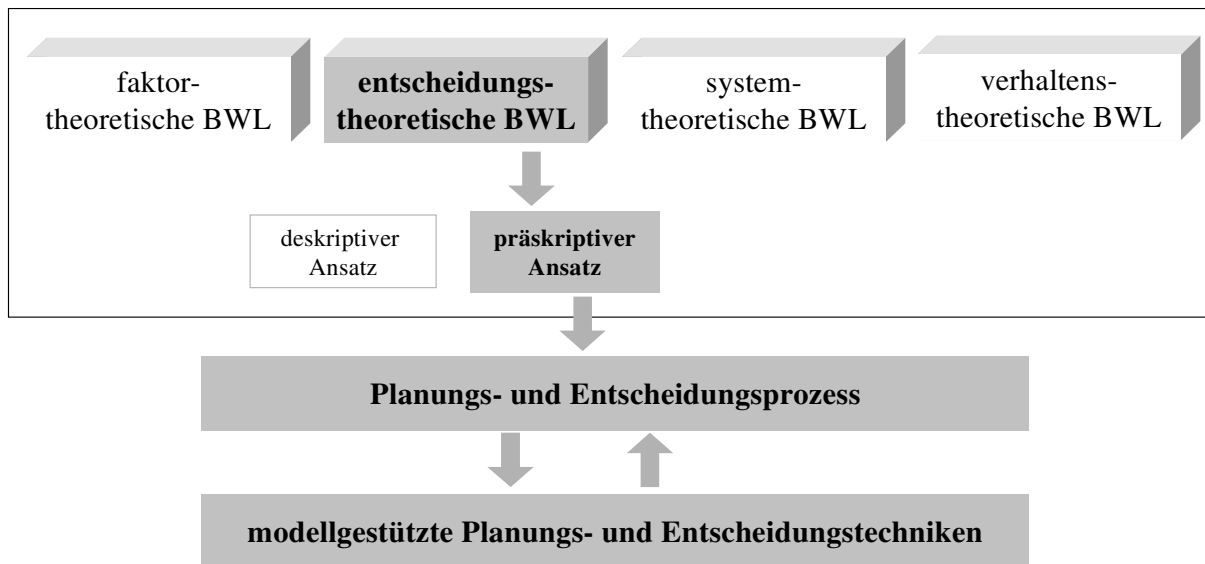 faktor-
theoretische BWL
entscheidungs-
theoretische BWL
system-
theoretische BWL
verhaltens-
theoretische BWL
deskriptiver
Ansatz
präskriptiver
Ansatz
Planungs- und Entscheidungsprozess
modellgestützte Planungs- und Entscheidungstechniken